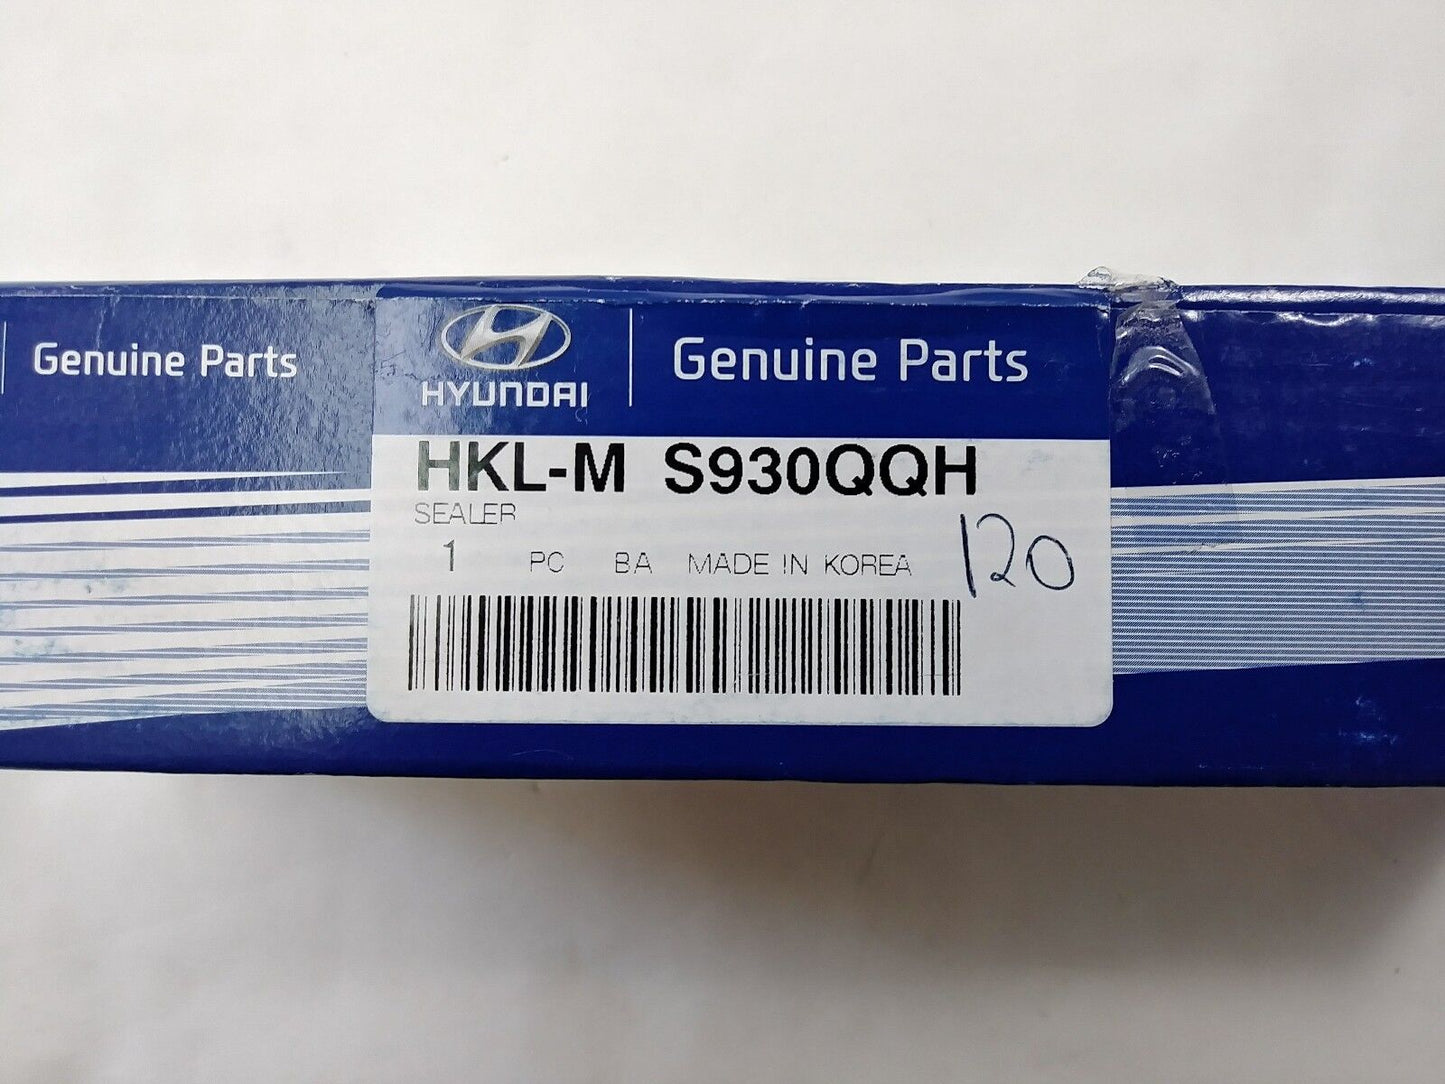 Genuine Parts
HYUNDAI
Genuine Parts
HKL-M S930QQH
SEALER
1 PC BA MADE IN KOREA
120